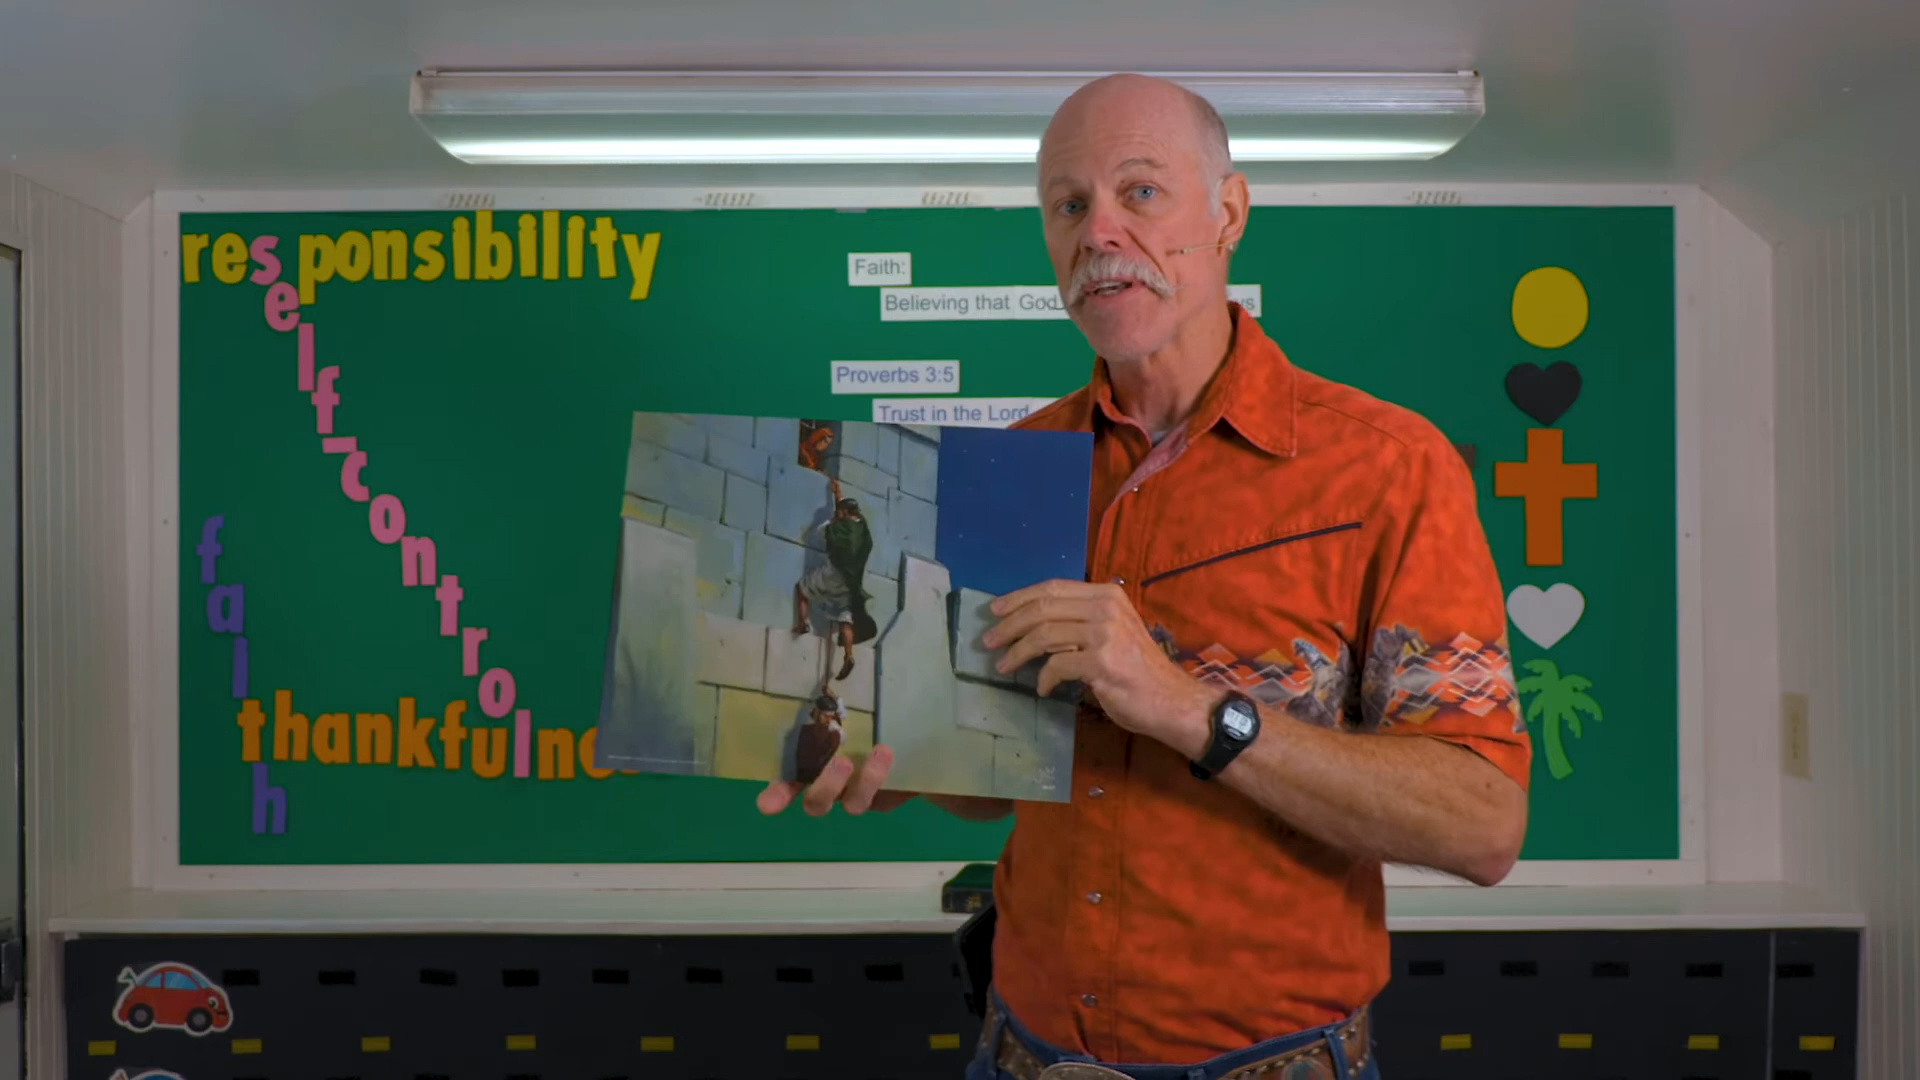 responsibility
self-control
Faith:
Believing that God
Proverbs 3:5
Trust in the Lord
faith
thankfulne